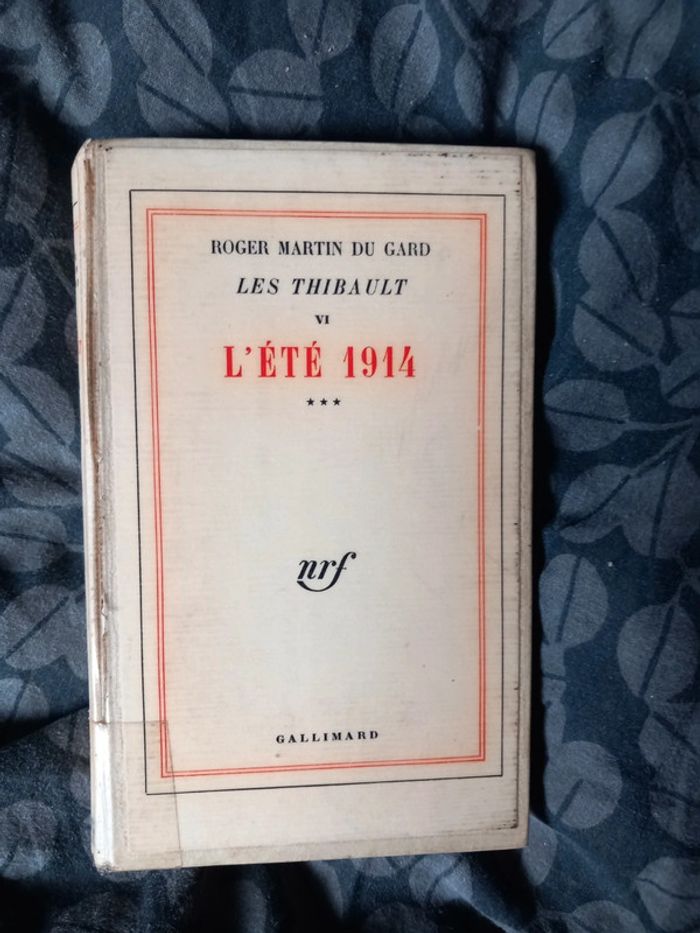 ROGER MARTIN DU GARD
LES THIBAULT
VI
L'ÉTÉ 1914
★★★
nrf
GALLIMARD